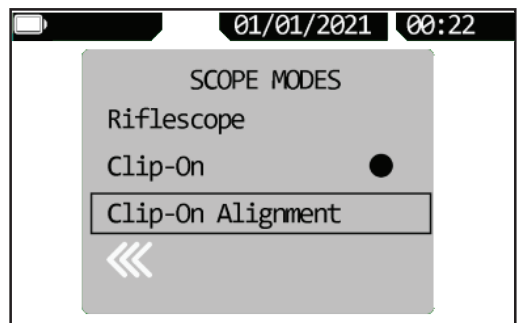 01/01/2021 00:22
SCOPE MODES
Riflescope
Clip-On
Clip-On Alignment